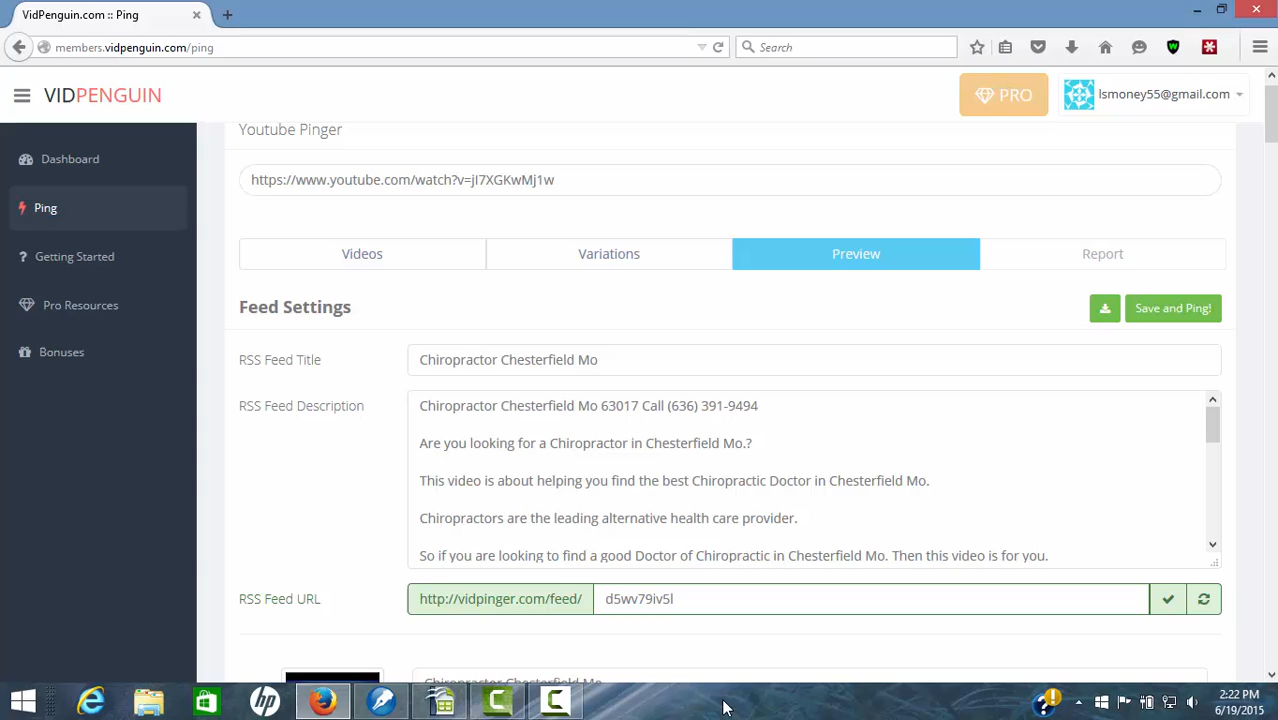 VidPenguin.com :: Ping
members.vidpenguin.com/ping
Search
VIDPENGUIN
PRO
lsmoney55@gmail.com
Youtube Pinger
Dashboard
https://www.youtube.com/watch?v=jI7XGKwMj1w
Ping
Videos
Variations
Preview
Report
Getting Started
Feed Settings
Save and Ping!
Pro Resources
Bonuses
RSS Feed Title
Chiropractor Chesterfield Mo
RSS Feed Description
Chiropractor Chesterfield Mo 63017 Call (636) 391-9494
Are you looking for a Chiropractor in Chesterfield Mo.?
This video is about helping you find the best Chiropractic Doctor in Chesterfield Mo.
Chiropractors are the leading alternative health care provider.
So if you are looking to find a good Doctor of Chiropractic in Chesterfield Mo. Then this video is for you.
RSS Feed URL
http://vidpinger.com/feed/
d5wv79iv5l
Chiropractor Chesterfield Mo
2:22 PM
6/19/2015